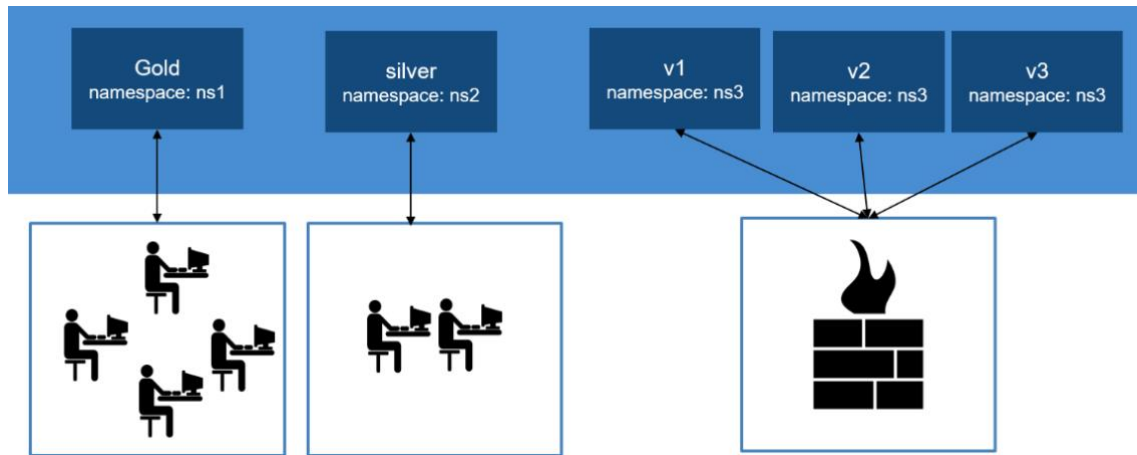 Gold
namespace: ns1
silver
namespace: ns2
v1
namespace: ns3
v2
namespace: ns3
v3
namespace: ns3